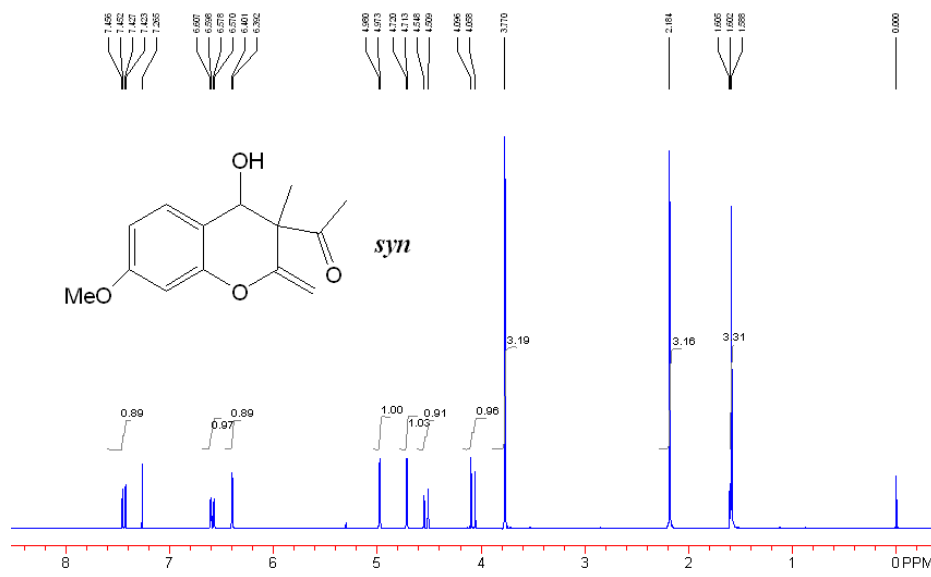 7.456 7.452 7.427 7.423 7.265 6.607 6.598 6.578 6.570 6.401 6.392 4.980 4.973 4.720 4.713 4.548 4.509 4.096 4.058 3.770 2.184 1.605 1.602 1.588 0.000
OH
syn
O
O
MeO
3.19 3.16 3.31
0.89 0.97 0.89 1.00 1.03 0.91 0.96
8 7 6 5 4 3 2 1 0 PPM